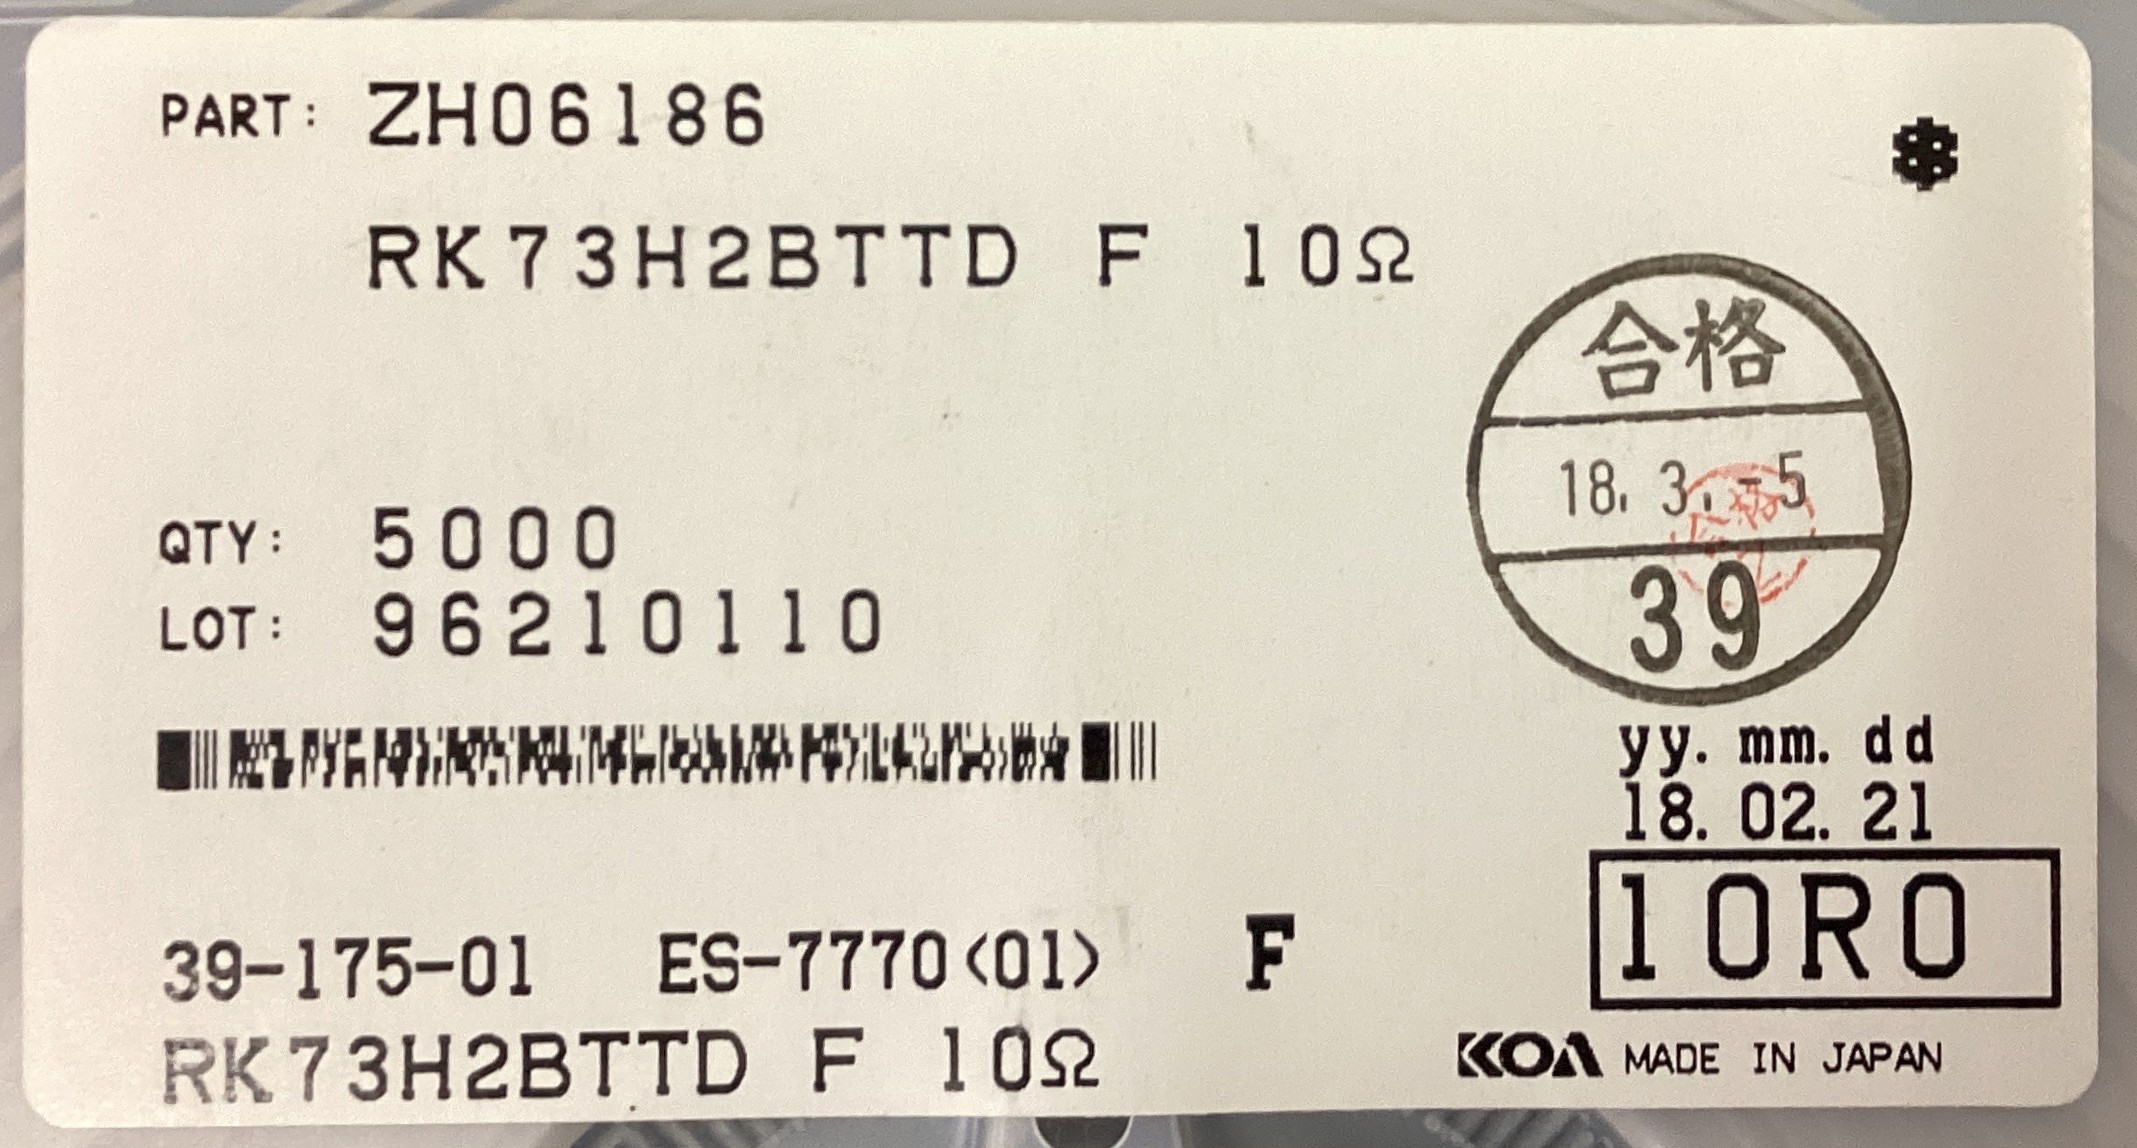 PART: ZH06186
RK73H2BTTD F 10Ω
合格
18. 3. -5
39
QTY: 5000
LOT: 96210110
yy. mm. dd
18. 02. 21
10R0
39-175-01 ES-7770<01> F
RK73H2BTTD F 10Ω
KOA MADE IN JAPAN